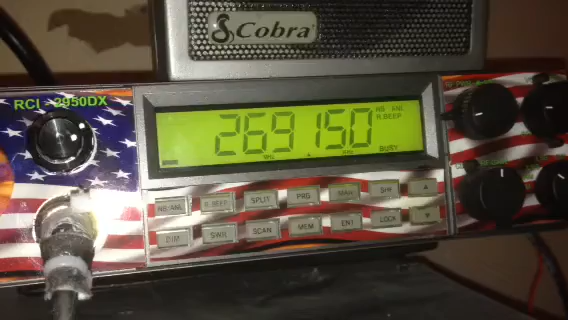 Cobra
RCI - 2950DX
NB ANL
R.BEEP
269150
BUSY
NB/ANL R.BEEP SPLIT PRG MAN
DIM SWR SCAN MEM ENT LOCK